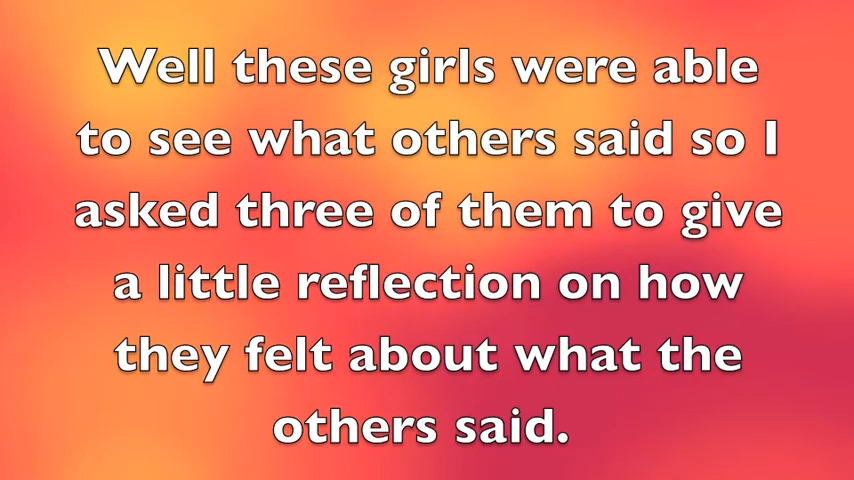 Well these girls were able
to see what others said so I
asked three of them to give
a little reflection on how
they felt about what the
others said.